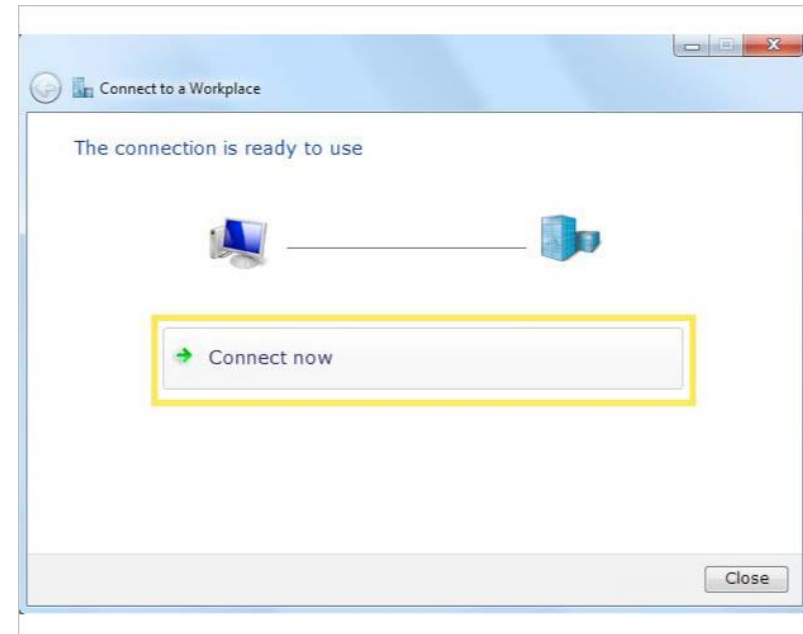 Connect to a Workplace
The connection is ready to use
Connect now
Close